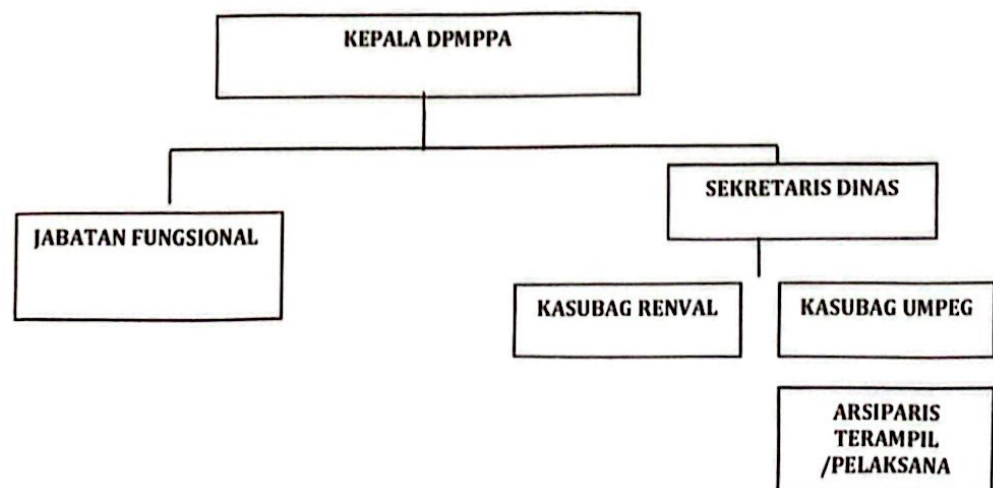 KEPALA DPMPPA
SEKRETARIS DINAS
JABATAN FUNGSIONAL
KASUBAG RENVAL
KASUBAG UMPEG
ARSIPARIS
TERAMPIL
/PELAKSANA